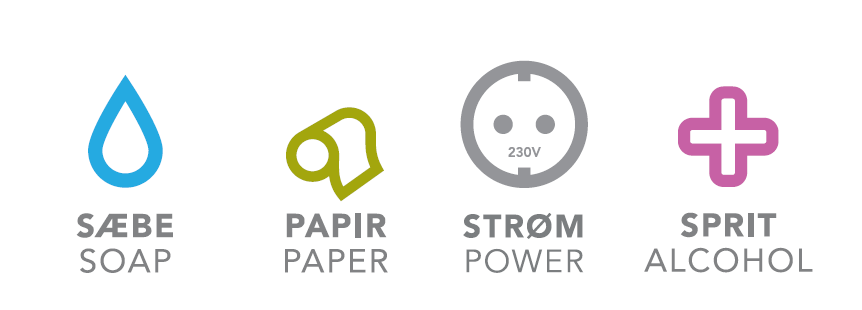 230V
SÆBE
SOAP
PAPIR
PAPER
STRØM
POWER
SPRIT
ALCOHOL